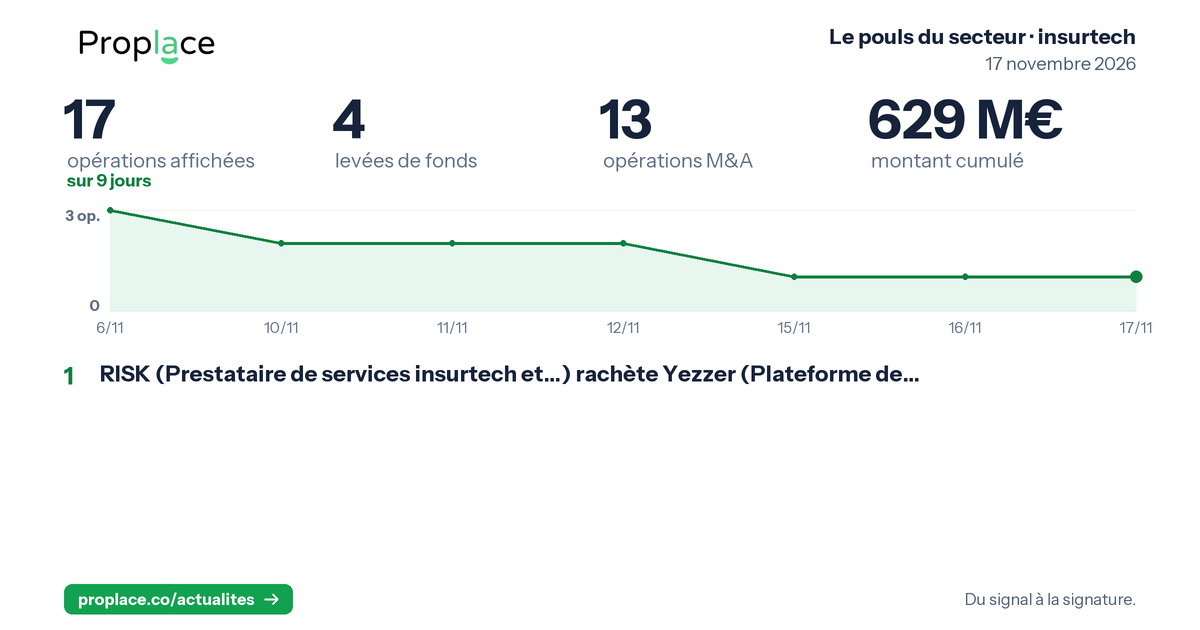 Proplace
Le pouls du secteur · insurtech
17 novembre 2026
17
opérations affichées
sur 9 jours
4
levées de fonds
13
opérations M&A
629 M€
montant cumulé
3 op.
0
6/11
10/11
11/11
12/11
15/11
16/11
17/11
1 RISK (Prestataire de services insurtech et...) rachète Yezzer (Plateforme de...
proplace.co/actualites →
Du signal à la signature.